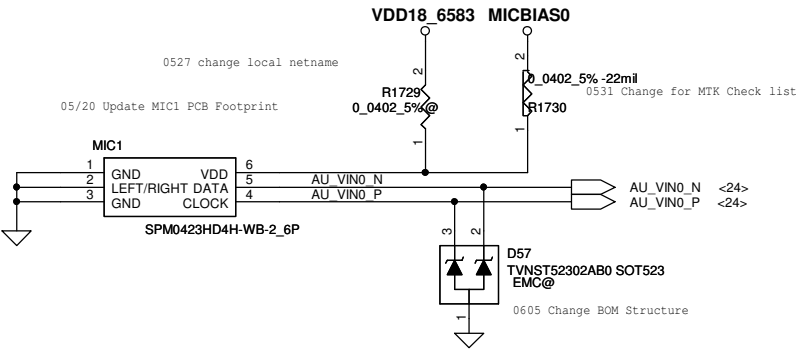 VDD18_6583 MICBIAS0
0527 change local netname
2
2
R1729
0_0402_5%@
0_0402_5% -22mil
R1730
0531 Change for MTK Check list
05/20 Update MIC1 PCB Footprint
1
1
MIC1
1 GND VDD 6
2 LEFT/RIGHT DATA 5 AU_VIN0_N
3 GND CLOCK 4 AU_VIN0_P
AU_VIN0_N <24>
AU_VIN0_P <24>
SPM0423HD4H-WB-2_6P
3
2
D57
TVNST52302AB0 SOT523
EMC@
1
0605 Change BOM Structure